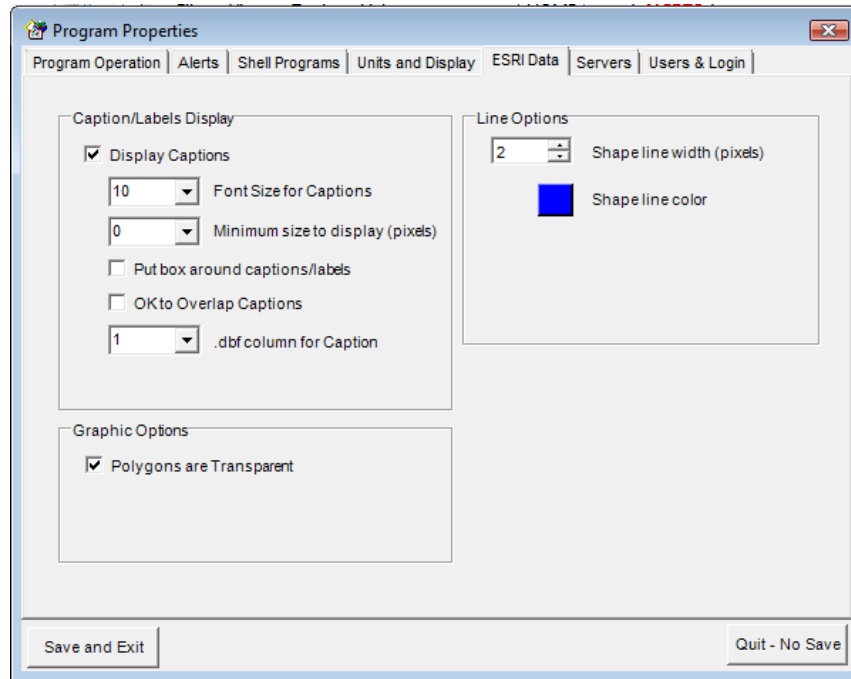 Program Properties
Program Operation Alerts Shell Programs Units and Display ESRI Data Servers Users & Login
Caption/Labels Display
Display Captions
10 Font Size for Captions
0 Minimum size to display (pixels)
Put box around captions/labels
OK to Overlap Captions
1 .dbf column for Caption
Line Options
2 Shape line width (pixels)
Shape line color
Graphic Options
Polygons are Transparent
Save and Exit
Quit - No Save